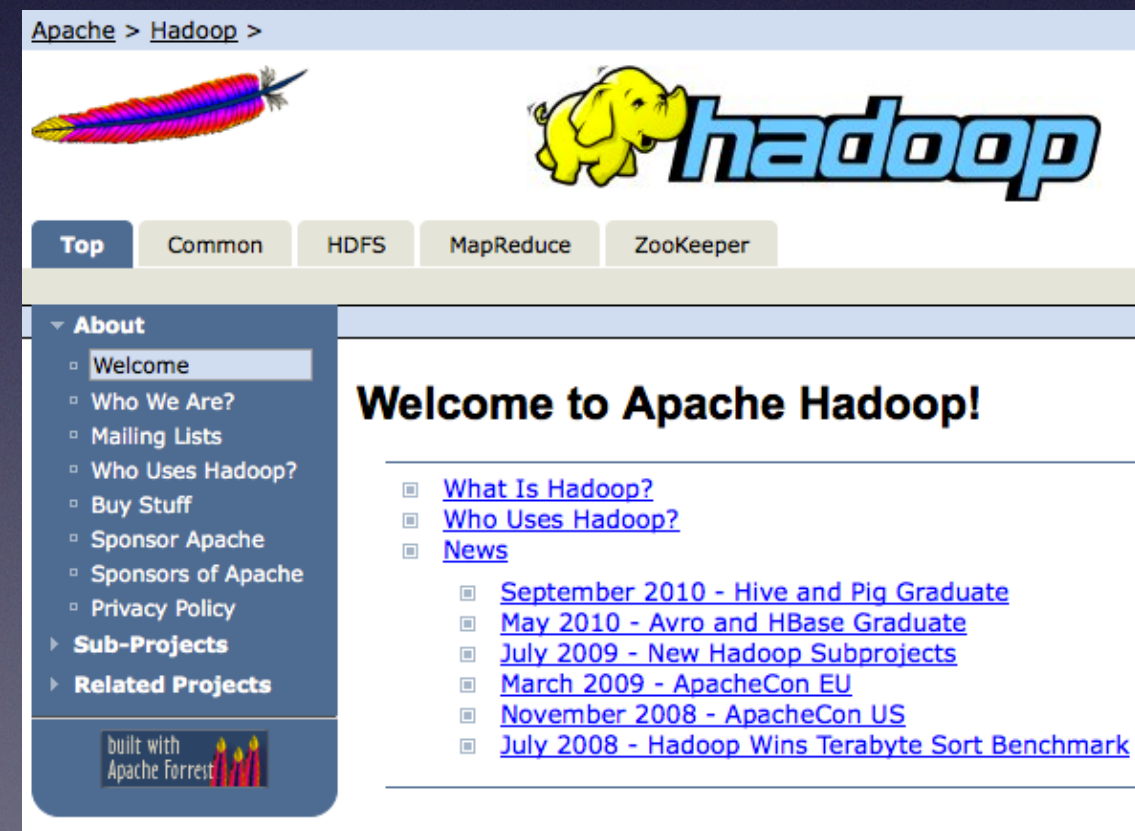 Apache > Hadoop >
hadoop
Top Common HDFS MapReduce ZooKeeper
About
Welcome
Who We Are?
Mailing Lists
Who Uses Hadoop?
Buy Stuff
Sponsor Apache
Sponsors of Apache
Privacy Policy
Sub-Projects
Related Projects
built with
Apache Forrest
Welcome to Apache Hadoop!
What Is Hadoop?
Who Uses Hadoop?
News
September 2010 - Hive and Pig Graduate
May 2010 - Avro and HBase Graduate
July 2009 - New Hadoop Subprojects
March 2009 - ApacheCon EU
November 2008 - ApacheCon US
July 2008 - Hadoop Wins Terabyte Sort Benchmark